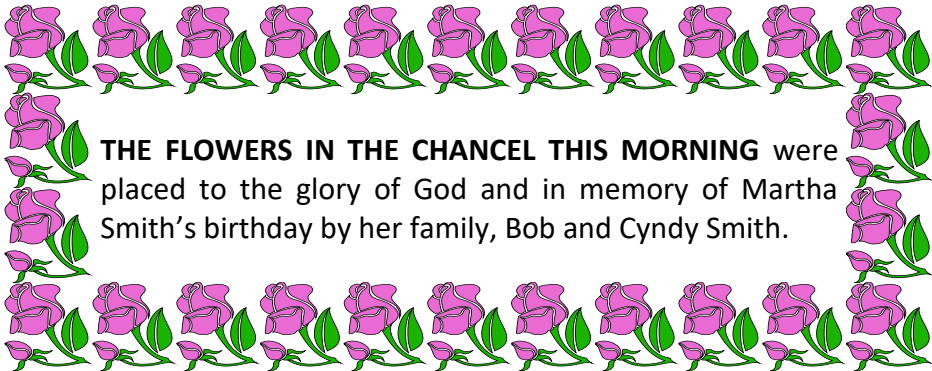 THE FLOWERS IN THE CHANCEL THIS MORNING were
placed to the glory of God and in memory of Martha
Smith’s birthday by her family, Bob and Cyndy Smith.